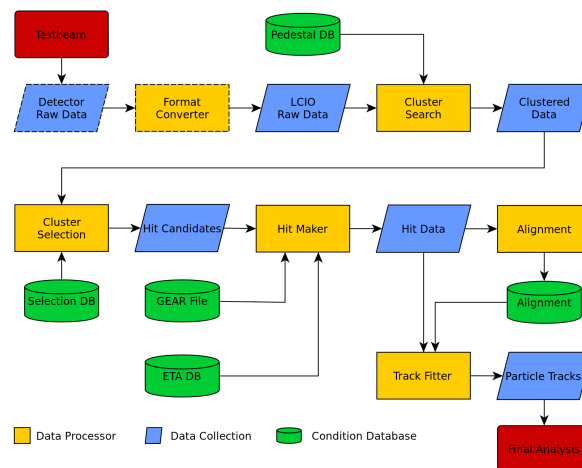 Testbeam
Pedestal DB
Detector
Raw Data
Format
Converter
LCIO
Raw Data
Cluster
Search
Clustered
Data
Cluster
Selection
Hit Candidates
Hit Maker
Hit Data
Alignment
Selection DB
GEAR File
Alignment
ETA DB
Track Fitter
Particle Tracks
Data Processor
Data Collection
Condition Database
Final Analysis